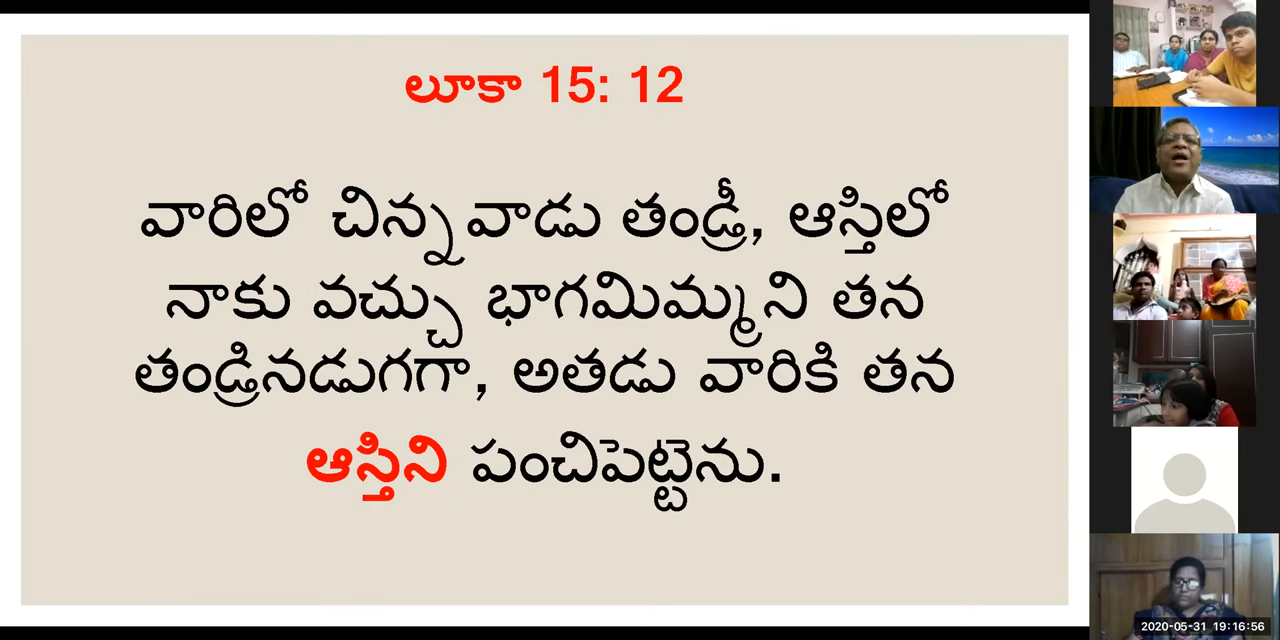 లూకా 15: 12
వారిలో చిన్నవాడు తండ్రీ, ఆస్తిలో
నాకు వచ్చు భాగమిమ్మని తన
తండ్రినడుగగా, అతడు వారికి తన
ఆస్తిని పంచిపెట్టెను.
2020-05-31 19:16:56